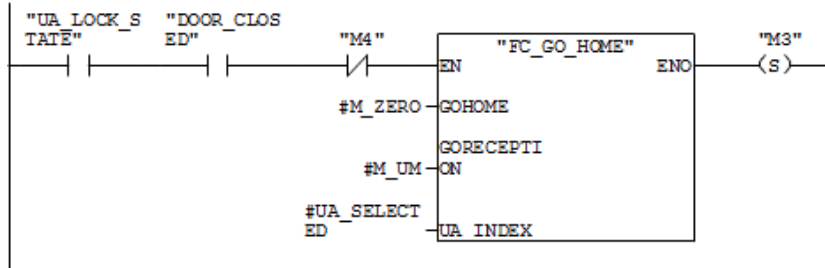 "UA_LOCK_S
TATE"
"DOOR_CLOS
ED"
"M4"
"FC_GO_HOME"
"M3"
EN
ENO
(S)
#M_ZERO
GOHOME
GORECEPTI
ON
#M_UM
#UA_SELECT
ED
UA_INDEX